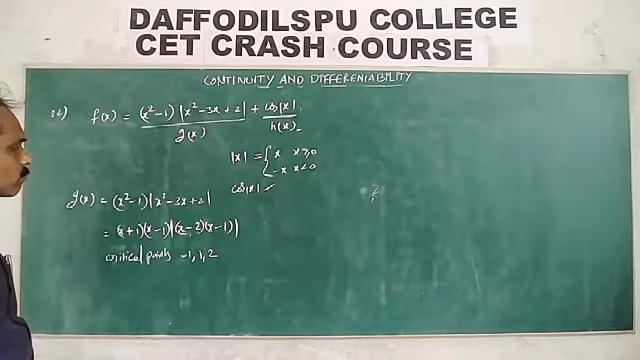 DAFFODILSPU COLLEGE
CET CRASH COURSE
CONTINUITY AND DIFFERENIABILITY
f(x) = (x²-1) |x²-3x+2| + cos|x|
g(x) h(x)
|x| = { x x≥0
-x x<0
g(x) = (x²-1)|x²-3x+2|
cos|x|
= (x+1)(x-1)|(x-2)(x-1)|
critical points -1, 1, 2